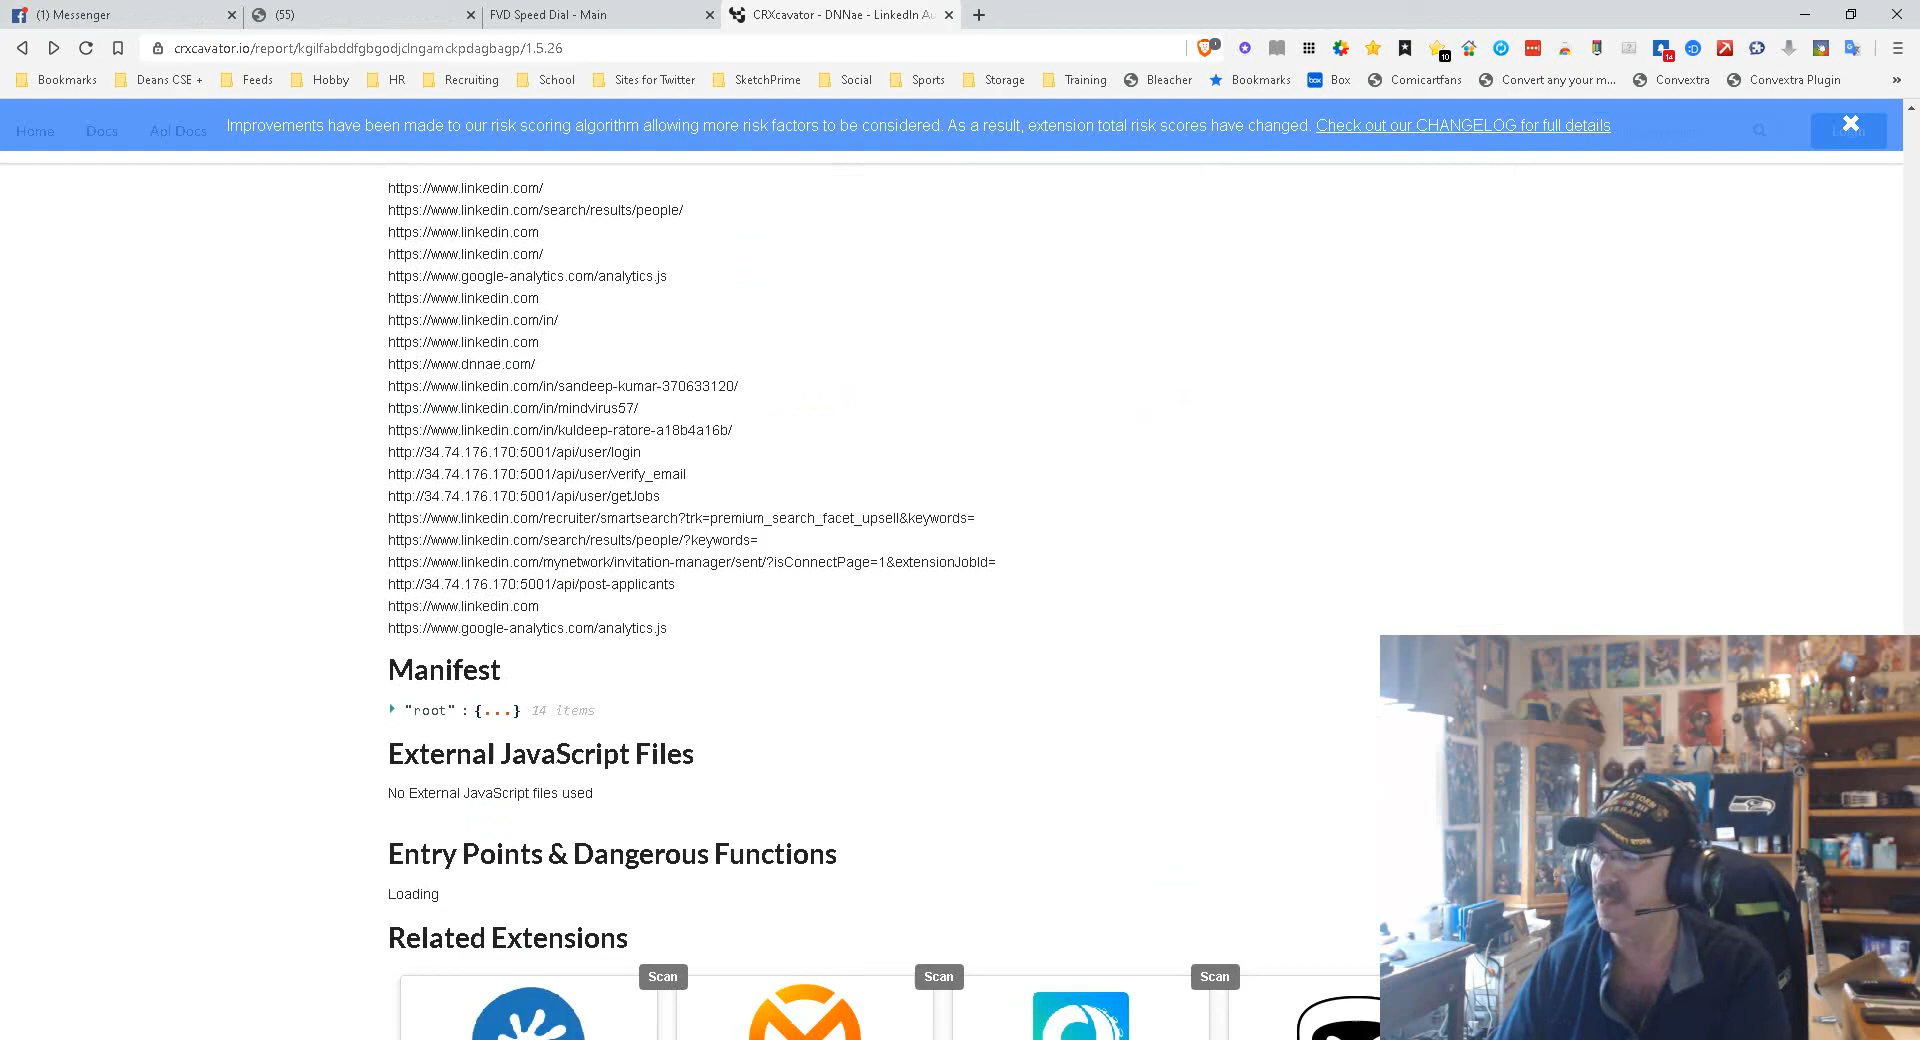 (1) Messenger
(55)
FVD Speed Dial - Main
CRXcavator - DNNae - LinkedIn Au
crxcavator.io/report/kgilfabddfgbgodjclngamckpdagbagp/1.5.26
Bookmarks
Deans CSE +
Feeds
Hobby
HR
Recruiting
School
Sites for Twitter
SketchPrime
Social
Sports
Storage
Training
Bleacher
Bookmarks
Box
Comicartfans
Convert any your m...
Convextra
Convextra Plugin
Home
Docs
Api Docs
Improvements have been made to our risk scoring algorithm allowing more risk factors to be considered. As a result, extension total risk scores have changed. Check out our CHANGELOG for full details
https://www.linkedin.com/
https://www.linkedin.com/search/results/people/
https://www.linkedin.com
https://www.linkedin.com/
https://www.google-analytics.com/analytics.js
https://www.linkedin.com
https://www.linkedin.com/in/
https://www.linkedin.com
https://www.dnnae.com/
https://www.linkedin.com/in/sandeep-kumar-370633120/
https://www.linkedin.com/in/mindvirus57/
https://www.linkedin.com/in/kuldeep-ratore-a18b4a16b/
http://34.74.176.170:5001/api/user/login
http://34.74.176.170:5001/api/user/verify_email
http://34.74.176.170:5001/api/user/getJobs
https://www.linkedin.com/recruiter/smartsearch?trk=premium_search_facet_upsell&keywords=
https://www.linkedin.com/search/results/people/?keywords=
https://www.linkedin.com/mynetwork/invitation-manager/sent/?isConnectPage=1&extensionJobId=
http://34.74.176.170:5001/api/post-applicants
https://www.linkedin.com
https://www.google-analytics.com/analytics.js
Manifest
"root" : {...} 14 items
External JavaScript Files
No External JavaScript files used
Entry Points & Dangerous Functions
Loading
Related Extensions
Scan
Scan
Scan